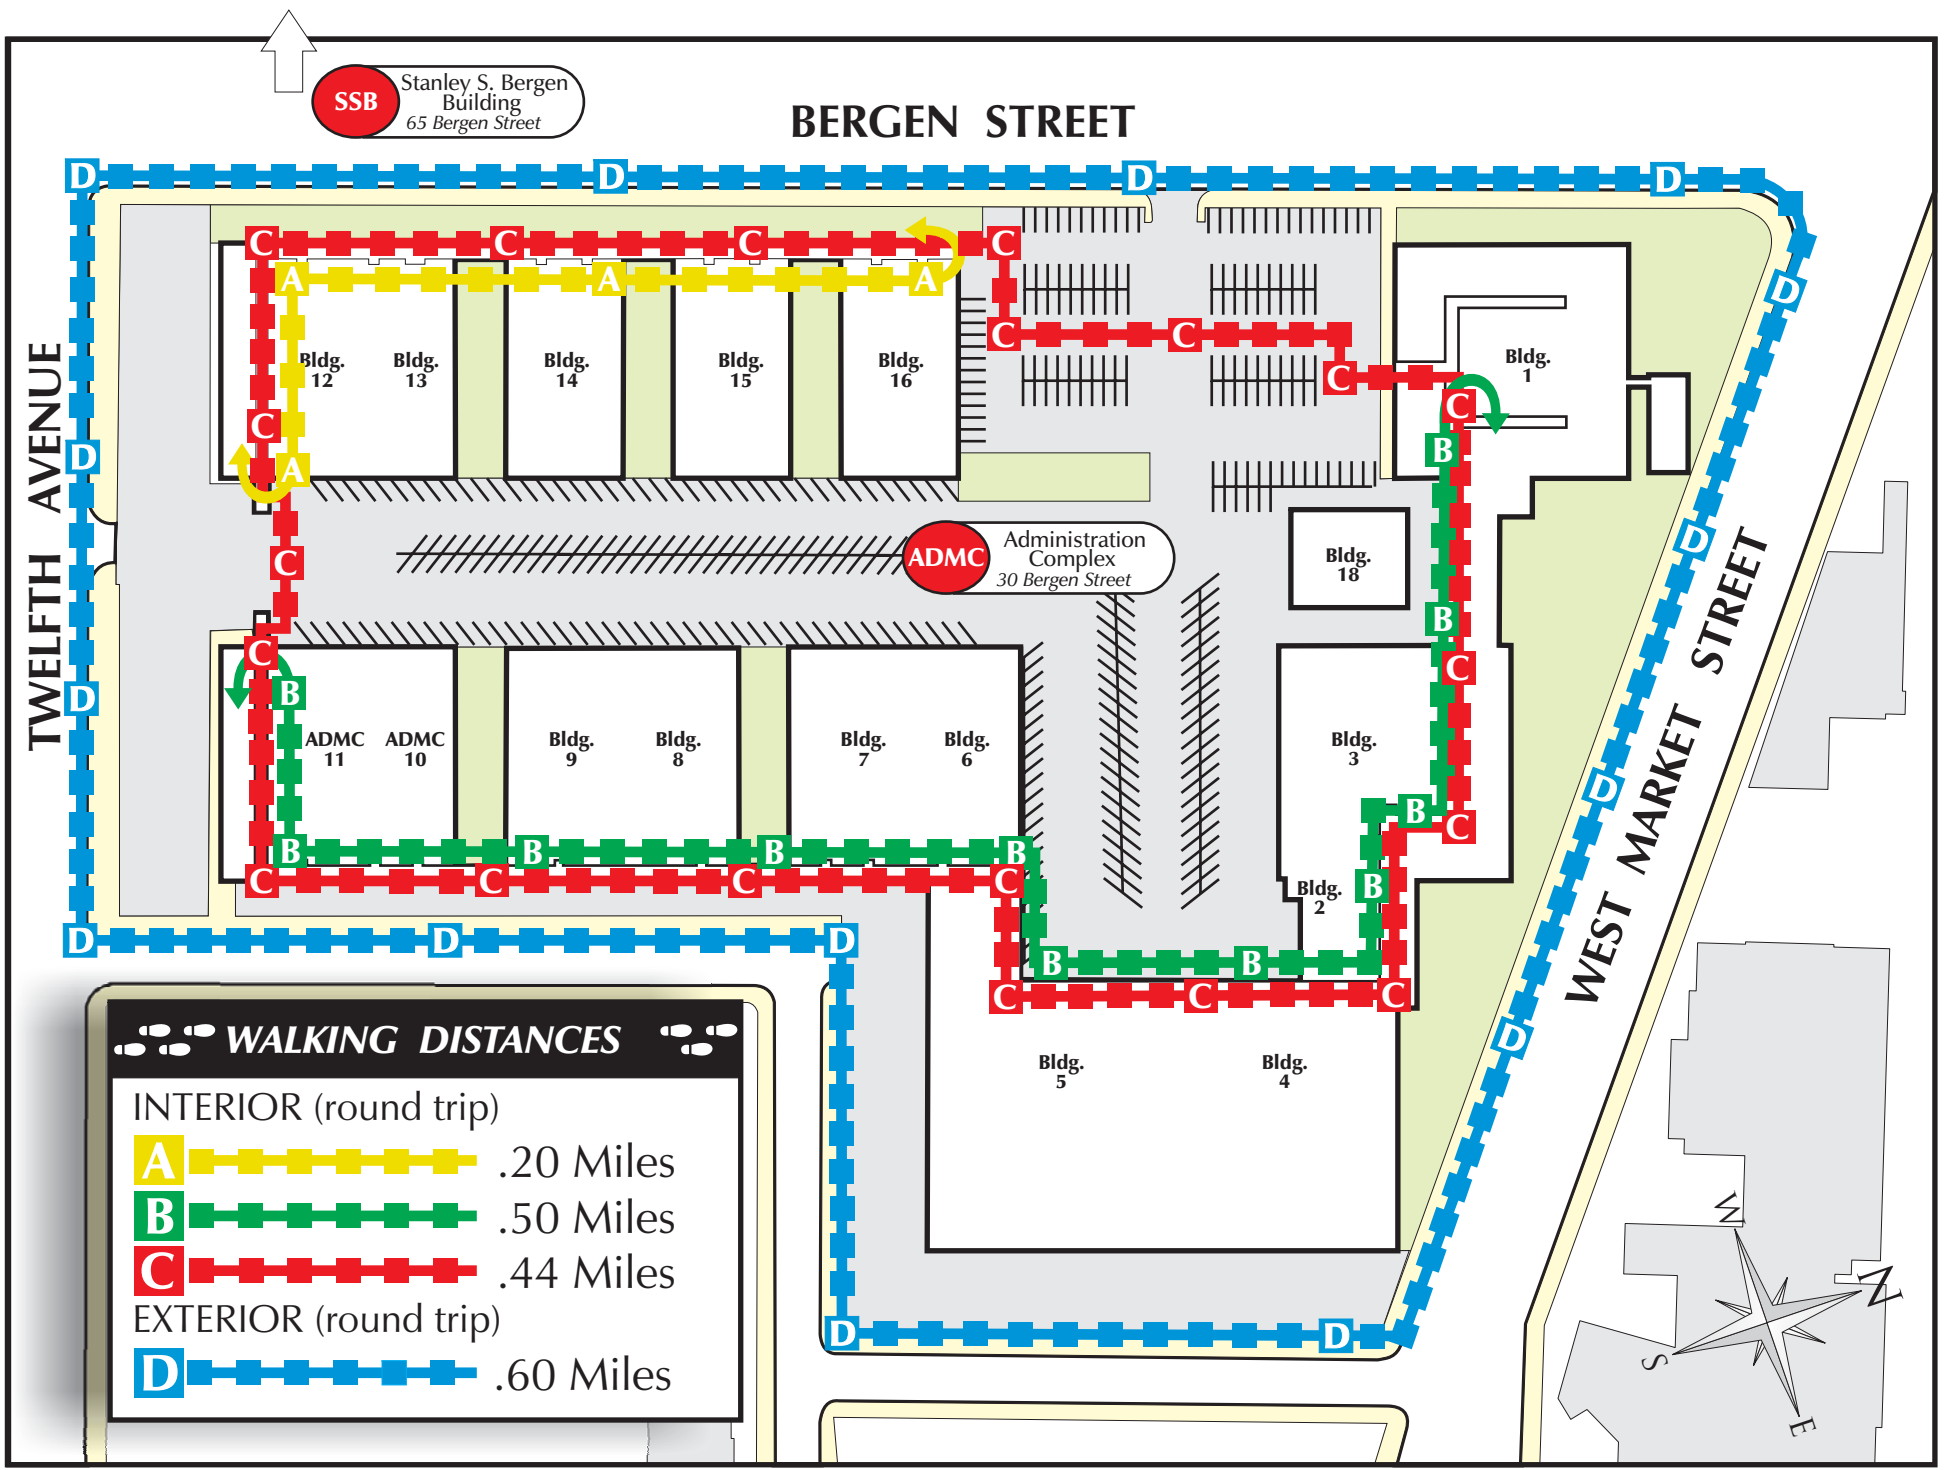 SSB
Stanley S. Bergen
Building
65 Bergen Street
BERGEN STREET
D
D
D
D
C
C
C
C
A
A
A
D
C
C
TWELFTH AVENUE
Bldg.
12
Bldg.
13
Bldg.
14
Bldg.
15
Bldg.
16
Bldg.
1
C
C
C
B
D
A
D
C
ADMC
Administration
Complex
30 Bergen Street
Bldg.
18
B
WEST MARKET STREET
C
C
D
B
ADMC
11
ADMC
10
Bldg.
9
Bldg.
8
Bldg.
7
Bldg.
6
Bldg.
3
D
B
C
B
B
B
B
C
C
C
C
Bldg.
2
B
D
D
D
B
B
C
C
C
D
Bldg.
5
Bldg.
4
WALKING DISTANCES
INTERIOR (round trip)
A .20 Miles
B .50 Miles
C .44 Miles
EXTERIOR (round trip)
D .60 Miles
D
D
W
N
S
E